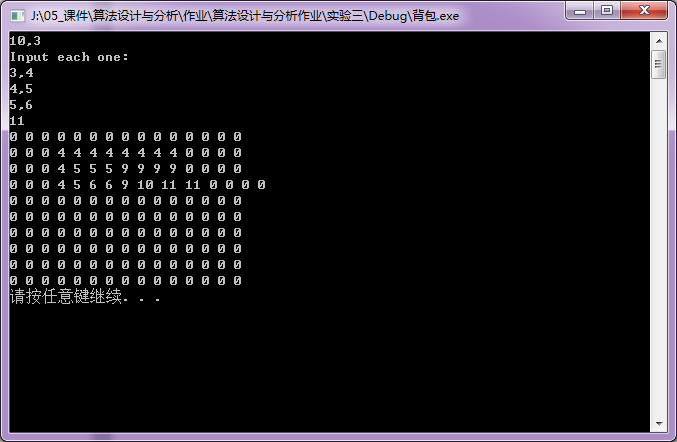 J:\05_课件\算法设计与分析\作业\算法设计与分析作业\实验三\Debug\背包.exe
10,3
Input each one:
3,4
4,5
5,6
11
0 0 0 0 0 0 0 0 0 0 0 0 0 0 0
0 0 0 4 4 4 4 4 4 4 4 0 0 0 0
0 0 0 4 5 5 5 9 9 9 9 0 0 0 0
0 0 0 4 5 6 6 9 10 11 11 0 0 0 0
0 0 0 0 0 0 0 0 0 0 0 0 0 0 0
0 0 0 0 0 0 0 0 0 0 0 0 0 0 0
0 0 0 0 0 0 0 0 0 0 0 0 0 0 0
0 0 0 0 0 0 0 0 0 0 0 0 0 0 0
0 0 0 0 0 0 0 0 0 0 0 0 0 0 0
0 0 0 0 0 0 0 0 0 0 0 0 0 0 0
请按任意键继续. . .